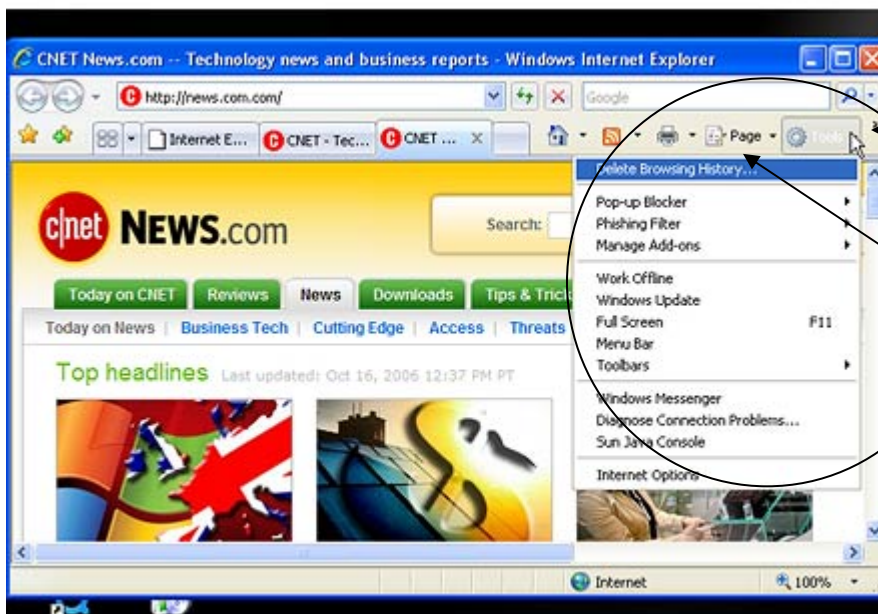 CNET News.com -- Technology news and business reports - Windows Internet Explorer
http://news.com.com/ Google
Internet E... CNET - Tec... CNET ... Page Tools
Delete Browsing History...
Pop-up Blocker
Phishing Filter
Manage Add-ons
Work Offline
Windows Update
Full Screen F11
Menu Bar
Toolbars
Windows Messenger
Diagnose Connection Problems...
Sun Java Console
Internet Options
c|net NEWS.com Search:
Today on CNET Reviews News Downloads Tips & Trick
Today on News | Business Tech | Cutting Edge | Access | Threats
Top headlines Last updated: Oct 16, 2006 12:37 PM PT
Internet 100%